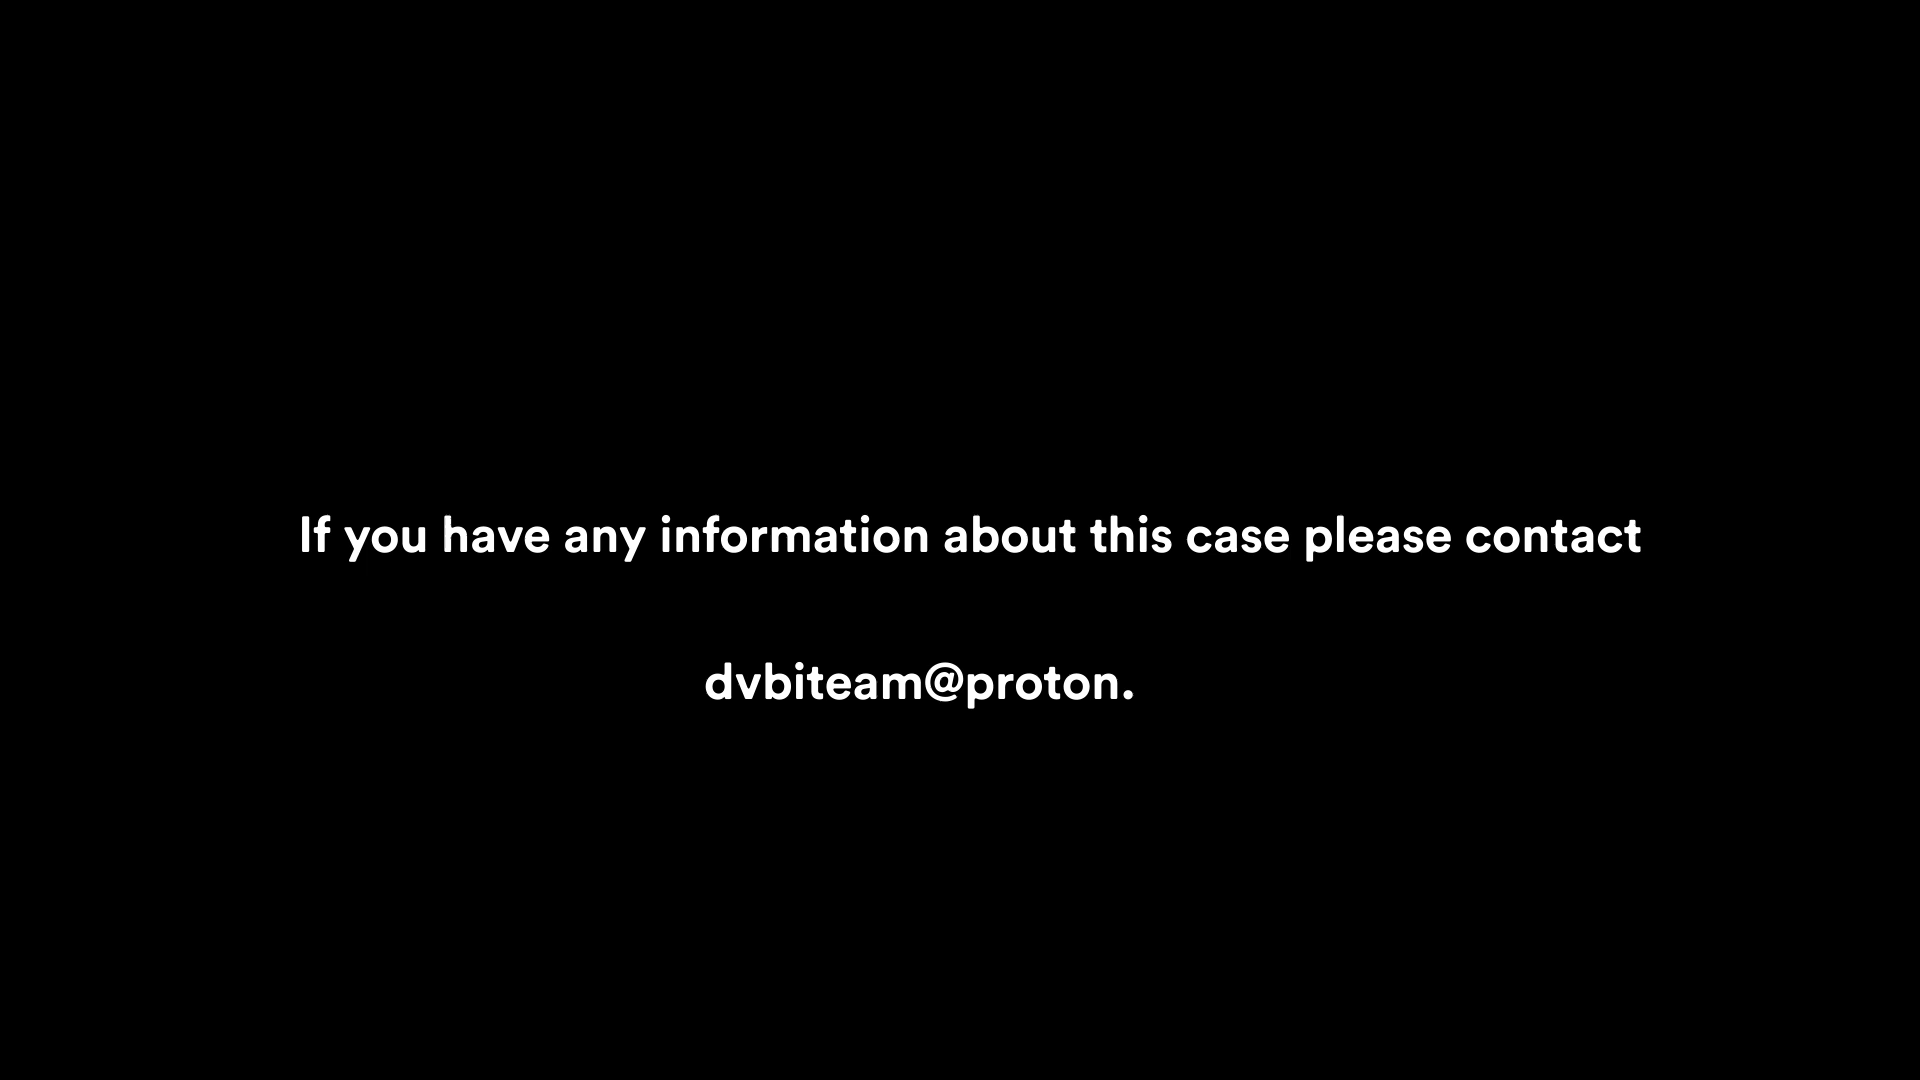 If you have any information about this case please contact
dvbiteam@proton.